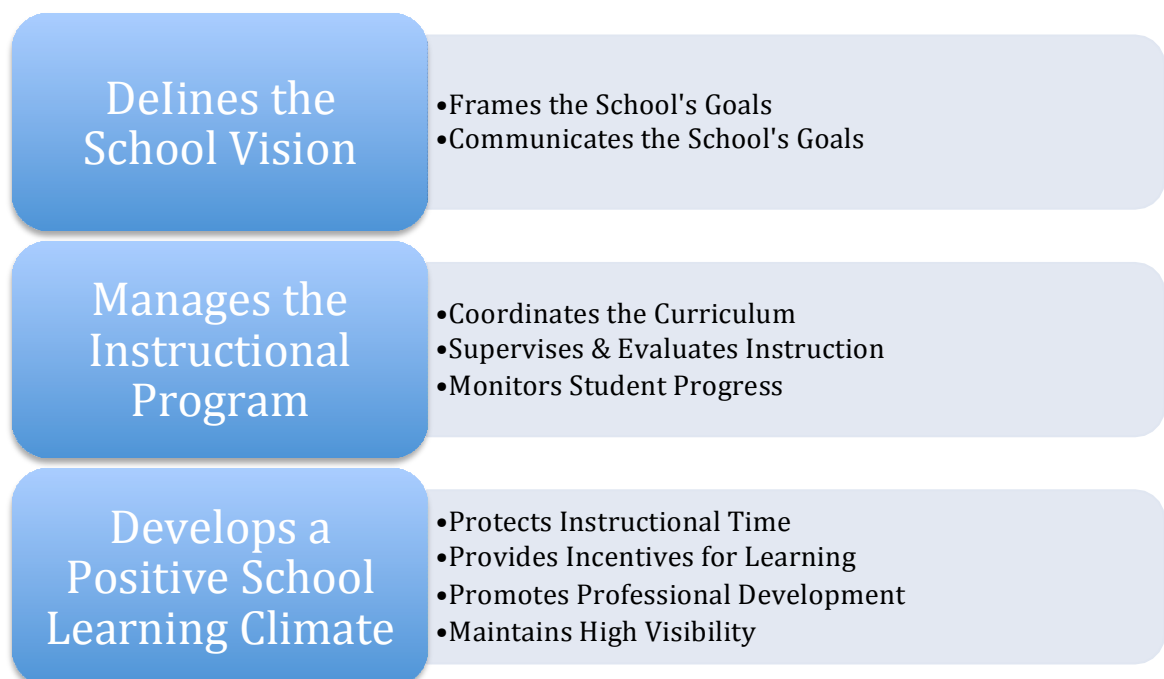 DeIines the
School Vision
•Frames the School's Goals
•Communicates the School's Goals
Manages the
Instructional
Program
•Coordinates the Curriculum
•Supervises & Evaluates Instruction
•Monitors Student Progress
Develops a
Positive School
Learning Climate
•Protects Instructional Time
•Provides Incentives for Learning
•Promotes Professional Development
•Maintains High Visibility